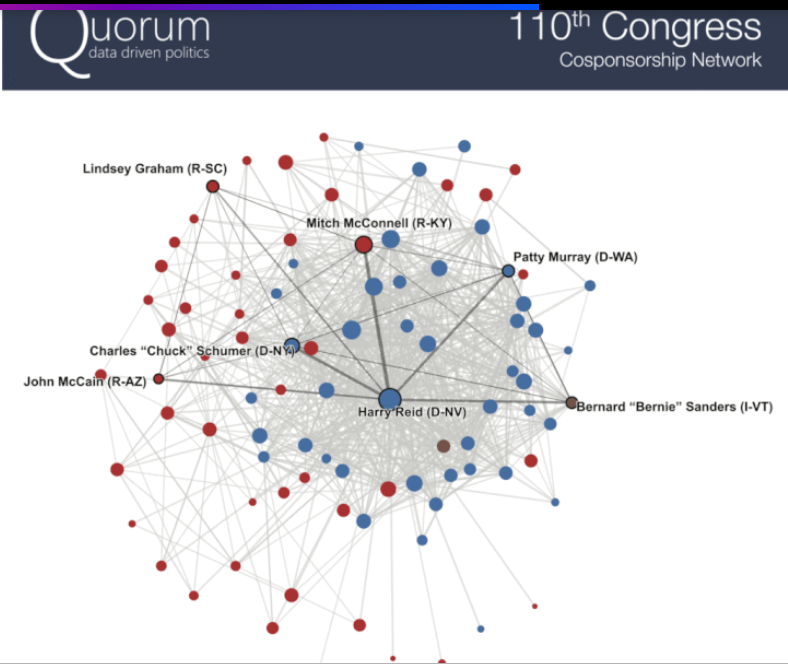 Quorum
data driven politics
110th Congress
Cosponsorship Network
Lindsey Graham (R-SC)
Mitch McConnell (R-KY)
Patty Murray (D-WA)
Charles “Chuck” Schumer (D-NY)
John McCain (R-AZ)
Harry Reid (D-NV)
Bernard “Bernie” Sanders (I-VT)